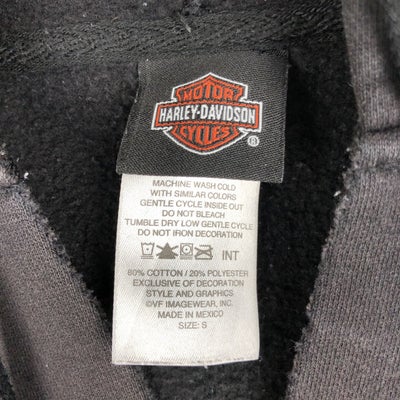 MOTOR
HARLEY-DAVIDSON
CYCLES
®
MACHINE WASH COLD
WITH SIMILAR COLORS
GENTLE CYCLE INSIDE OUT
DO NOT BLEACH
TUMBLE DRY LOW GENTLE CYCLE
DO NOT IRON DECORATION
INT
80% COTTON / 20% POLYESTER
EXCLUSIVE OF DECORATION
STYLE AND GRAPHICS
©VF IMAGEWEAR, INC.
MADE IN MEXICO
SIZE: S